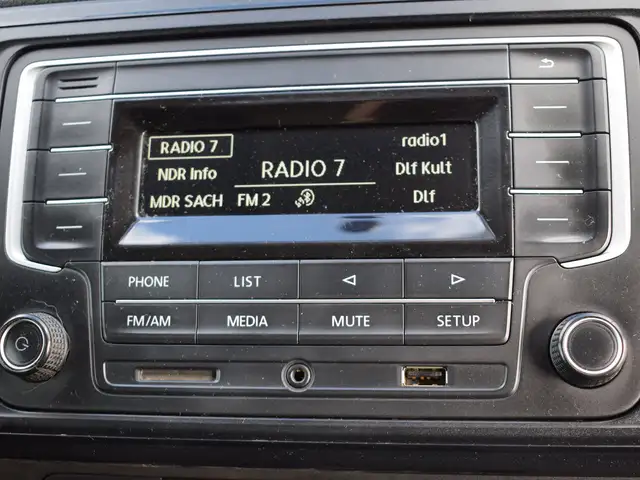 RADIO 7
NDR Info
MDR SACH
RADIO 7
FM 2
radio1
Dlf Kult
Dlf
PHONE LIST
FM/AM MEDIA MUTE SETUP